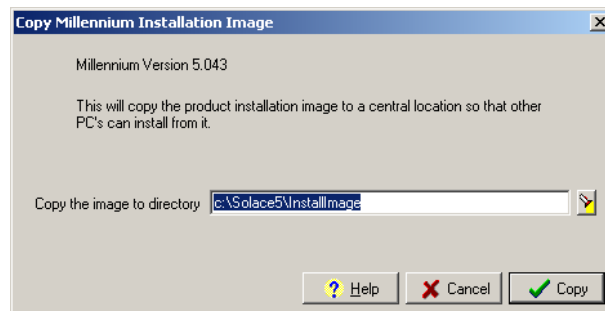 Copy Millennium Installation Image
Millennium Version 5.043
This will copy the product installation image to a central location so that other
PC's can install from it.
Copy the image to directory c:\Solace5\InstallImage
? Help Cancel Copy